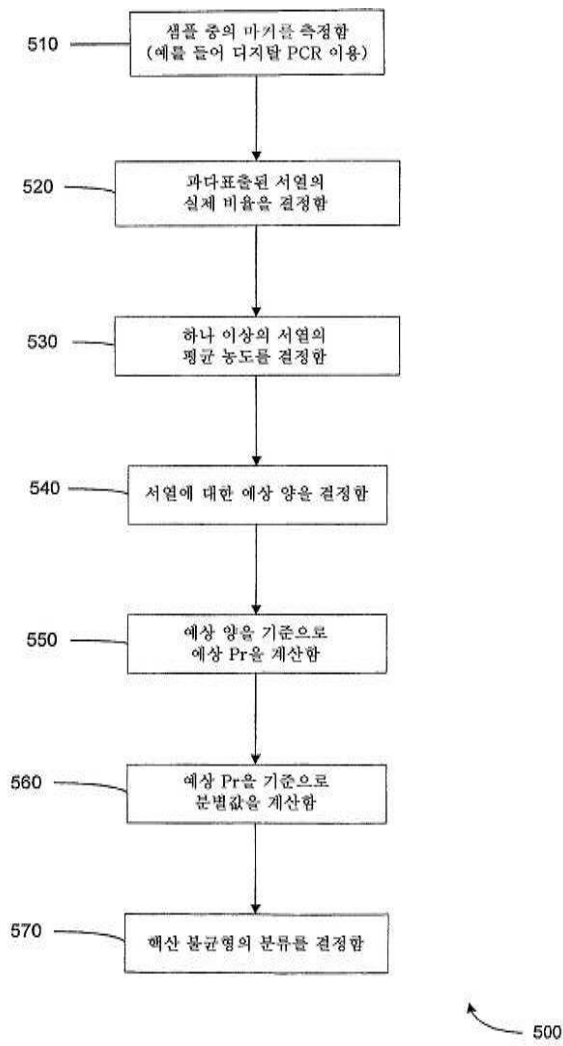 510
샘플 중의 마커를 측정함
(예를 들어 디지탈 PCR 이용)
520
과다표출된 서열의
실제 비율을 결정함
530
하나 이상의 서열의
평균 농도를 결정함
540
서열에 대한 예상 양을 결정함
550
예상 양을 기준으로
예상 Pr을 계산함
560
예상 Pr을 기준으로
분별값을 계산함
570
핵산 불균형의 분류를 결정함
500